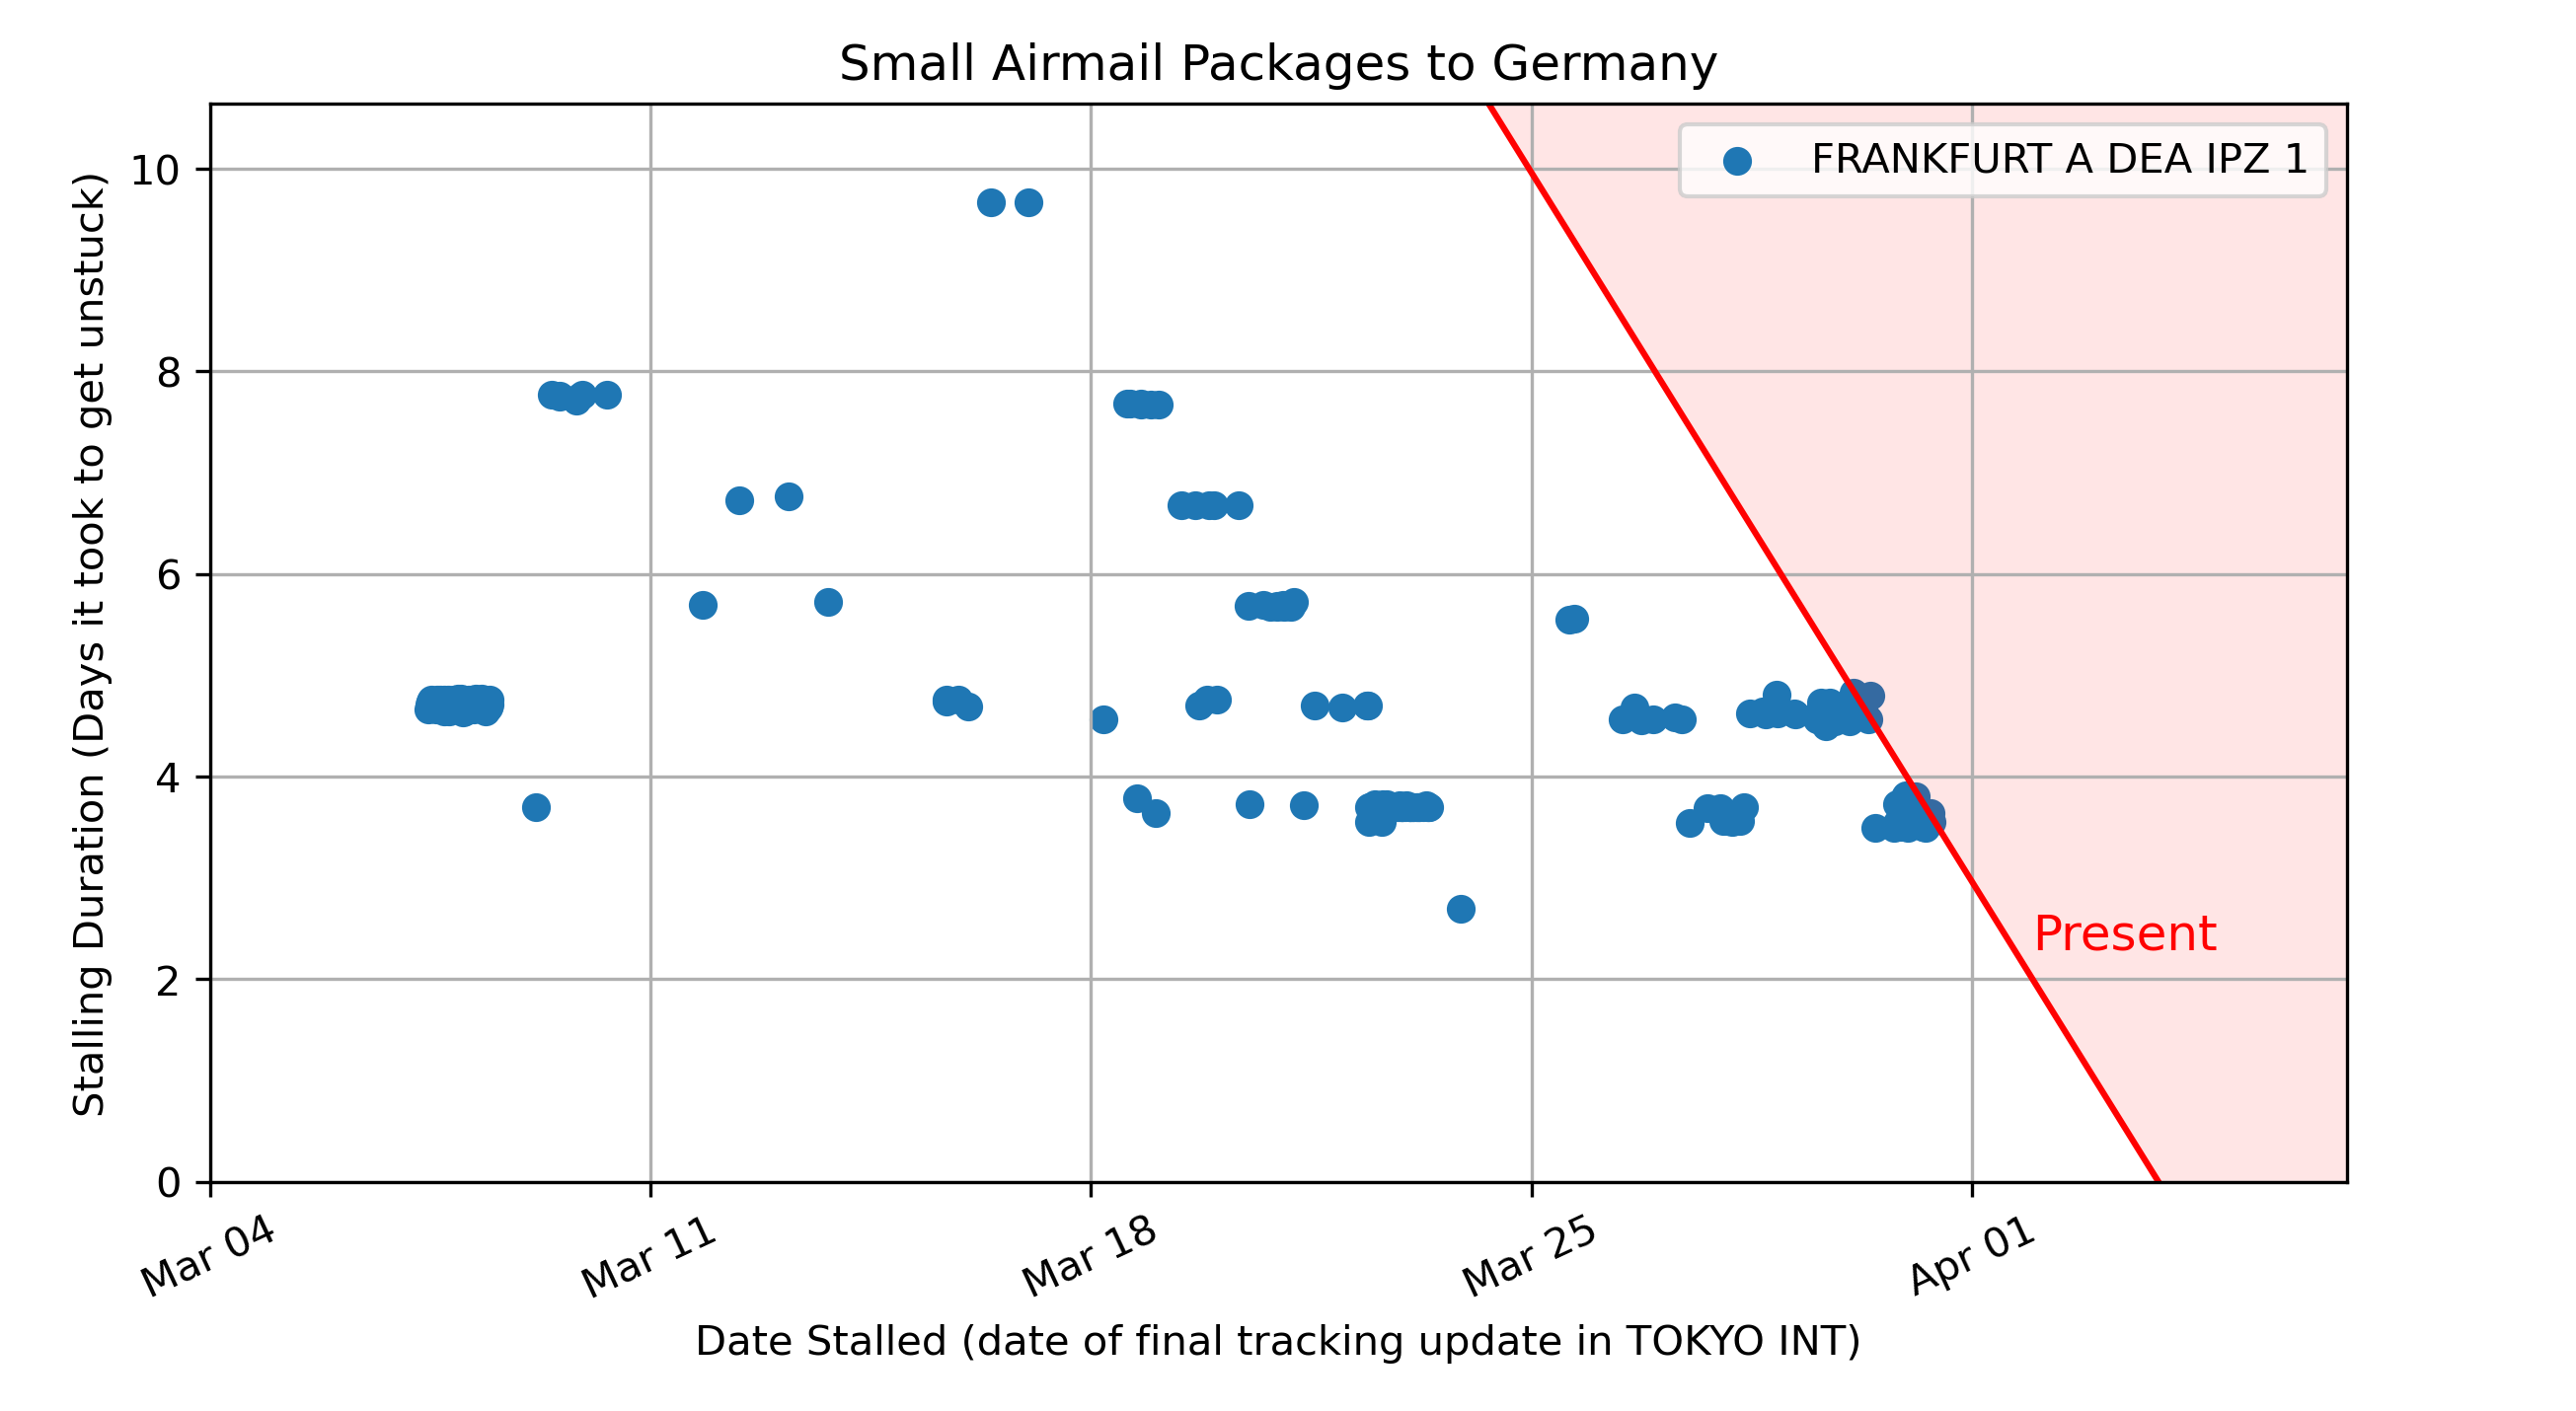 Small Airmail Packages to Germany
FRANKFURT A DEA IPZ 1
Stalling Duration (Days it took to get unstuck)
10
8
6
4
2
0
Present
Mar 04
Mar 11
Mar 18
Mar 25
Apr 01
Date Stalled (date of final tracking update in TOKYO INT)